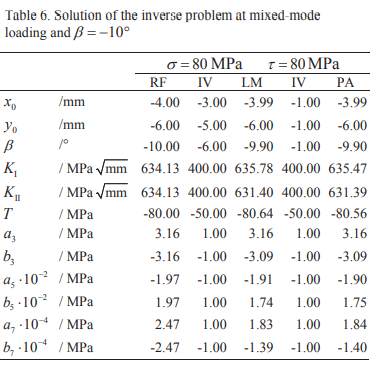 Table 6. Solution of the inverse problem at mixed-mode
loading and β = −10°
σ = 80 MPa τ = 80 MPa
RF IV LM IV PA
x₀ /mm -4.00 -3.00 -3.99 -1.00 -3.99
y₀ /mm -6.00 -5.00 -6.00 -1.00 -6.00
β /° -10.00 -6.00 -9.90 -1.00 -9.90
K_I / MPa √mm 634.13 400.00 635.78 400.00 635.47
K_II / MPa √mm 634.13 400.00 631.40 400.00 631.39
T / MPa -80.00 -50.00 -80.64 -50.00 -80.56
a₃ / MPa 3.16 1.00 3.16 1.00 3.16
b₃ / MPa -3.16 -1.00 -3.09 -1.00 -3.09
a₅ ·10⁻² / MPa -1.97 -1.00 -1.91 -1.00 -1.90
b₅ ·10⁻² / MPa 1.97 1.00 1.74 1.00 1.75
a₇ ·10⁻⁴ / MPa 2.47 1.00 1.83 1.00 1.84
b₇ ·10⁻⁴ / MPa -2.47 -1.00 -1.39 -1.00 -1.40